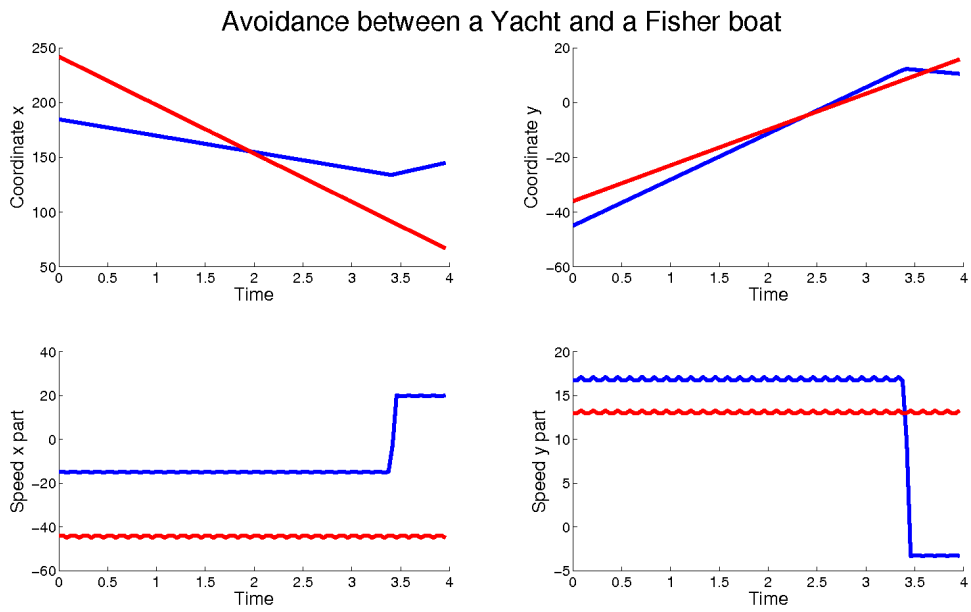 Avoidance between a Yacht and a Fisher boat
250
200
150
100
50
Coordinate x
0 0.5 1 1.5 2 2.5 3 3.5 4
Time
20
0
−20
−40
−60
Coordinate y
0 0.5 1 1.5 2 2.5 3 3.5 4
Time
40
20
0
−20
−40
−60
Speed x part
0 0.5 1 1.5 2 2.5 3 3.5 4
Time
20
15
10
5
0
−5
Speed y part
0 0.5 1 1.5 2 2.5 3 3.5 4
Time